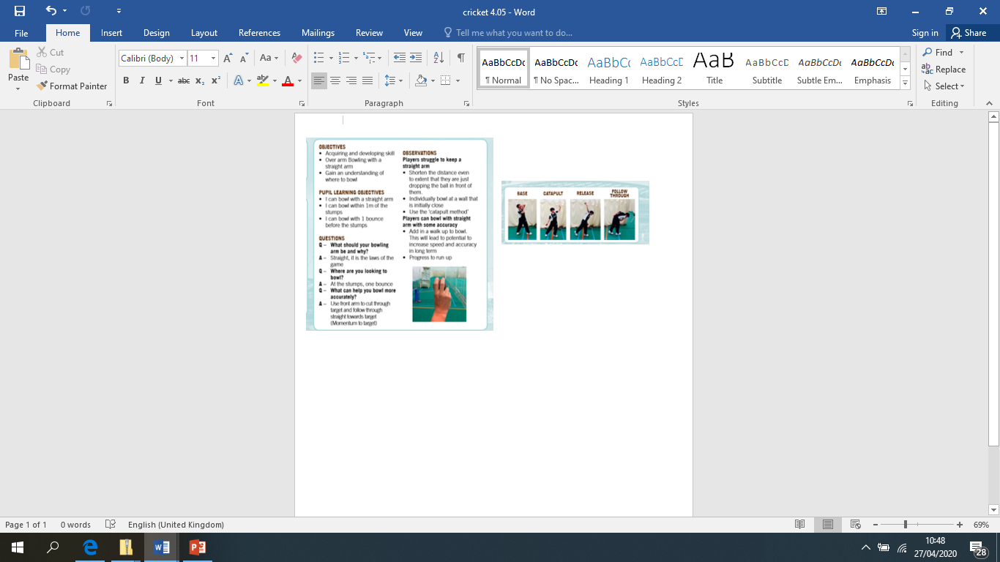 cricket 4.05 - Word
File
Home
Insert
Design
Layout
References
Mailings
Review
View
Tell me what you want to do...
Sign in
Share
Paste
Cut
Copy
Format Painter
Clipboard
Calibri (Body)
11
Aa
B I U abc x₂ x²
A
Font
Paragraph
AaBbCcDc
¶ Normal
AaBbCcDc
¶ No Spac...
AaBbCc
Heading 1
AaBbCcD
Heading 2
AaB
Title
AaBbCcD
Subtitle
AaBbCcDc
Subtle Em...
AaBbCcDc
Emphasis
Styles
Find
Replace
Select
Editing
OBJECTIVES
• Acquiring and developing skill
• Over arm Bowling with a
straight arm
• Gain an understanding of
where to bowl
PUPIL LEARNING OBJECTIVES
• I can bowl with a straight arm
• I can bowl within 1m of the
stumps
• I can bowl with 1 bounce
before the stumps
QUESTIONS
Q – What should your bowling
arm be and why?
A – Straight, it is the laws of the
game
Q – Where are you looking to
bowl?
A – At the stumps, one bounce
Q – What can help you bowl more
accurately?
A – Use front arm to cut through
target and follow through
straight towards target
(Momentum to target)
OBSERVATIONS
Players struggle to keep a
straight arm
• Shorten the distance even
to extent that they are just
dropping the ball in front of
them.
• Individually bowl at a wall that
is initially close
• Use the 'catapult method'
Players can bowl with straight
arm with some accuracy
• Add in a walk up to bowl.
This will lead to potential to
increase speed and accuracy
in long term
• Progress to run up
BASE
CATAPULT
RELEASE
FOLLOW
THROUGH
Page 1 of 1
0 words
English (United Kingdom)
69%
10:48
27/04/2020
28